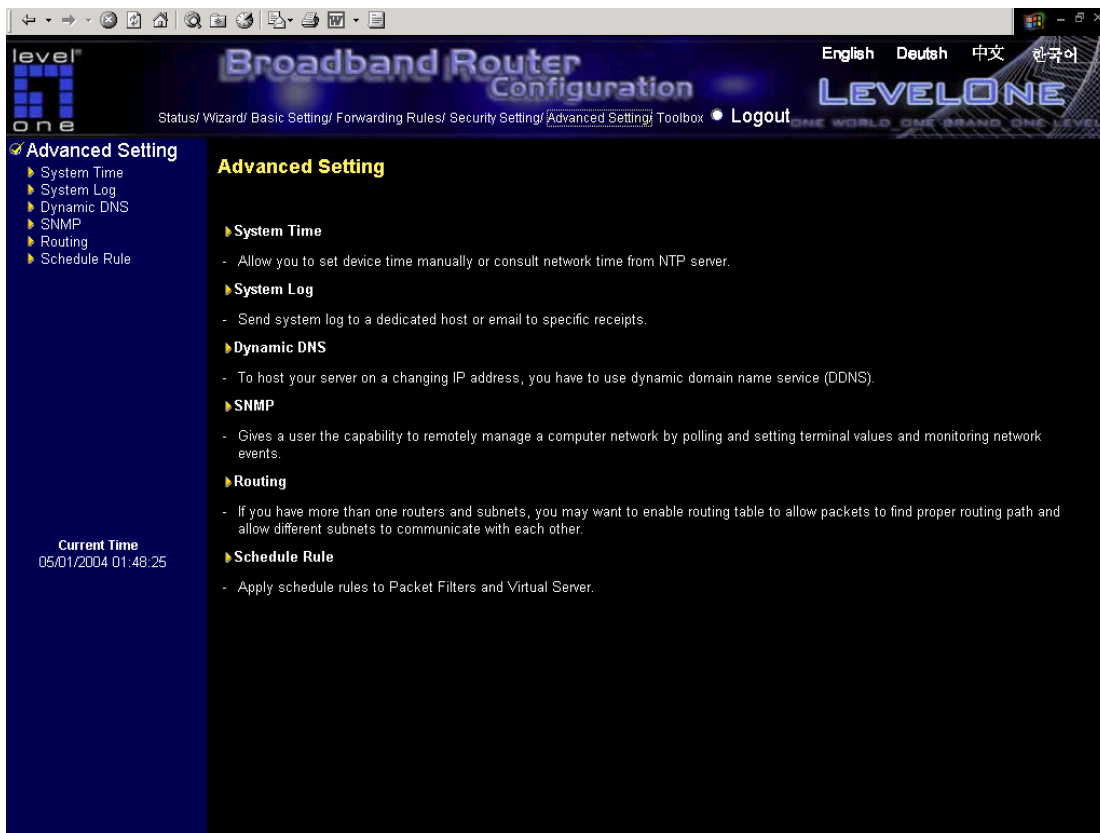 level"
one
Broadband Router
Configuration
English Deutsh 中文 한국어
LEVELONE
ONE WORLD_ONE BRAND_ONE LEVEL
Status/ Wizard/ Basic Setting/ Forwarding Rules/ Security Setting/ Advanced Setting/ Toolbox Logout
Advanced Setting
System Time
System Log
Dynamic DNS
SNMP
Routing
Schedule Rule
Current Time
05/01/2004 01:48:25
Advanced Setting
System Time
- Allow you to set device time manually or consult network time from NTP server.
System Log
- Send system log to a dedicated host or email to specific receipts.
Dynamic DNS
- To host your server on a changing IP address, you have to use dynamic domain name service (DDNS).
SNMP
- Gives a user the capability to remotely manage a computer network by polling and setting terminal values and monitoring network
events.
Routing
- If you have more than one routers and subnets, you may want to enable routing table to allow packets to find proper routing path and
allow different subnets to communicate with each other.
Schedule Rule
- Apply schedule rules to Packet Filters and Virtual Server.